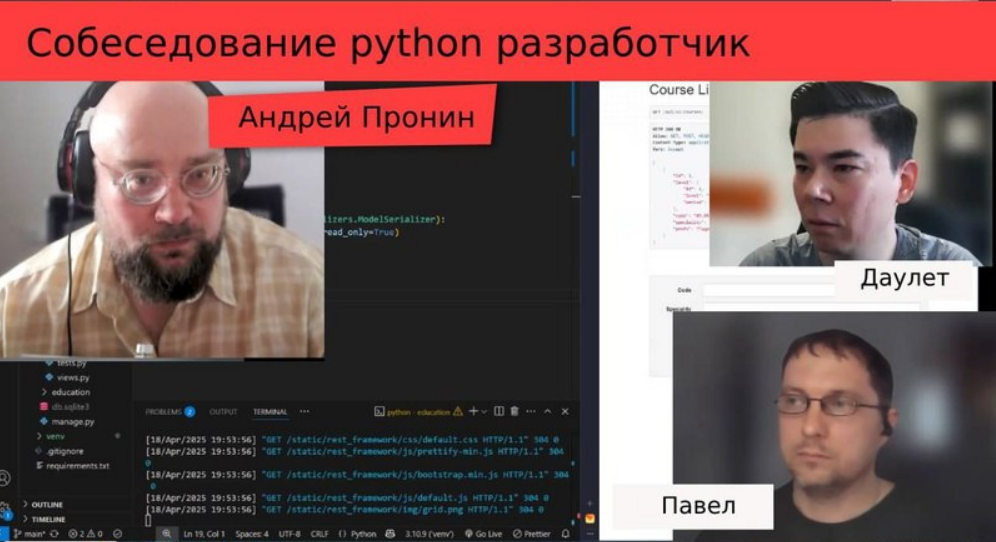 Собеседование python разработчик
Андрей Пронин
Course Li
HTTP 200 OK
lizers.ModelSerializer):
read_only=True)
Даулет
Code
tests.py
views.py
education
db.sqlite3
manage.py
venv
.gitignore
requirements.txt
OUTLINE
TIMELINE
PROBLEMS 2 OUTPUT TERMINAL ...
python - education
[18/Apr/2025 19:53:56] "GET /static/rest_framework/css/default.css HTTP/1.1" 304 0
[18/Apr/2025 19:53:56] "GET /static/rest_framework/js/prettify-min.js HTTP/1.1" 304
0
[18/Apr/2025 19:53:56] "GET /static/rest_framework/js/bootstrap.min.js HTTP/1.1" 304
0
[18/Apr/2025 19:53:56] "GET /static/rest_framework/js/default.js HTTP/1.1" 304 0
[18/Apr/2025 19:53:56] "GET /static/rest_framework/img/grid.png HTTP/1.1" 304 0
Павел
main* 2 0 Ln 19, Col 1 Spaces: 4 UTF-8 CRLF {} Python 3.10.9 ('venv') Go Live Prettier